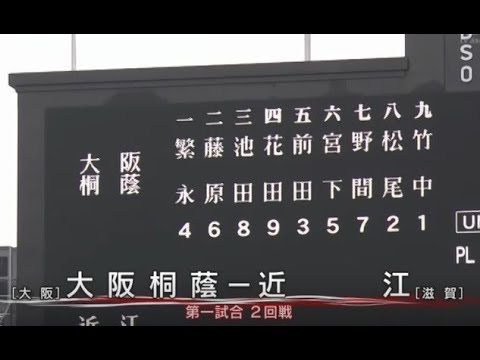 一 二 三 四 五 六 七 八 九
大阪桐蔭
繁永 藤原 池田 花田 前田 宮下 野間 松尾 竹中
4 6 8 9 3 5 7 2 1
B S O
PL
[大阪] 大阪桐蔭－近江 [滋賀]
近江
第一試合 2回戦